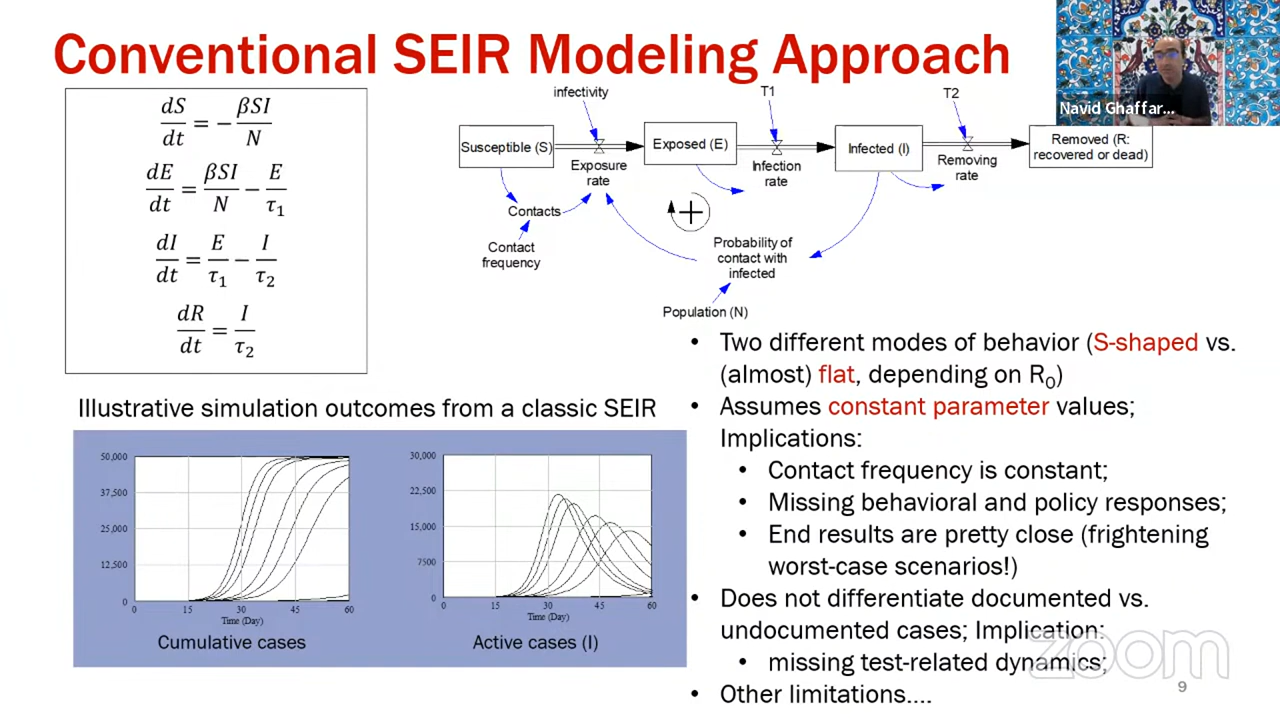 Conventional SEIR Modeling Approach
Navid Ghaffar...
dS/dt = − βSI/N
dE/dt = βSI/N − E/τ₁
dI/dt = E/τ₁ − I/τ₂
dR/dt = I/τ₂
infectivity
T1
T2
Susceptible (S)
Exposed (E)
Infected (I)
Removed (R:
recovered or dead)
Exposure
rate
Infection
rate
Removing
rate
Contacts
+
Contact
frequency
Probability of
contact with
infected
Population (N)
Illustrative simulation outcomes from a classic SEIR
50,000
37,500
25,000
12,500
0
0 15 30 45 60
Time (Day)
Cumulative cases
30,000
22,500
15,000
7500
0
0 15 30 45 60
Time (Day)
Active cases (I)
• Two different modes of behavior (S-shaped vs.
(almost) flat, depending on R₀)
• Assumes constant parameter values;
Implications:
• Contact frequency is constant;
• Missing behavioral and policy responses;
• End results are pretty close (frightening
worst-case scenarios!)
• Does not differentiate documented vs.
undocumented cases; Implication:
• missing test-related dynamics;
• Other limitations....
zoom
9